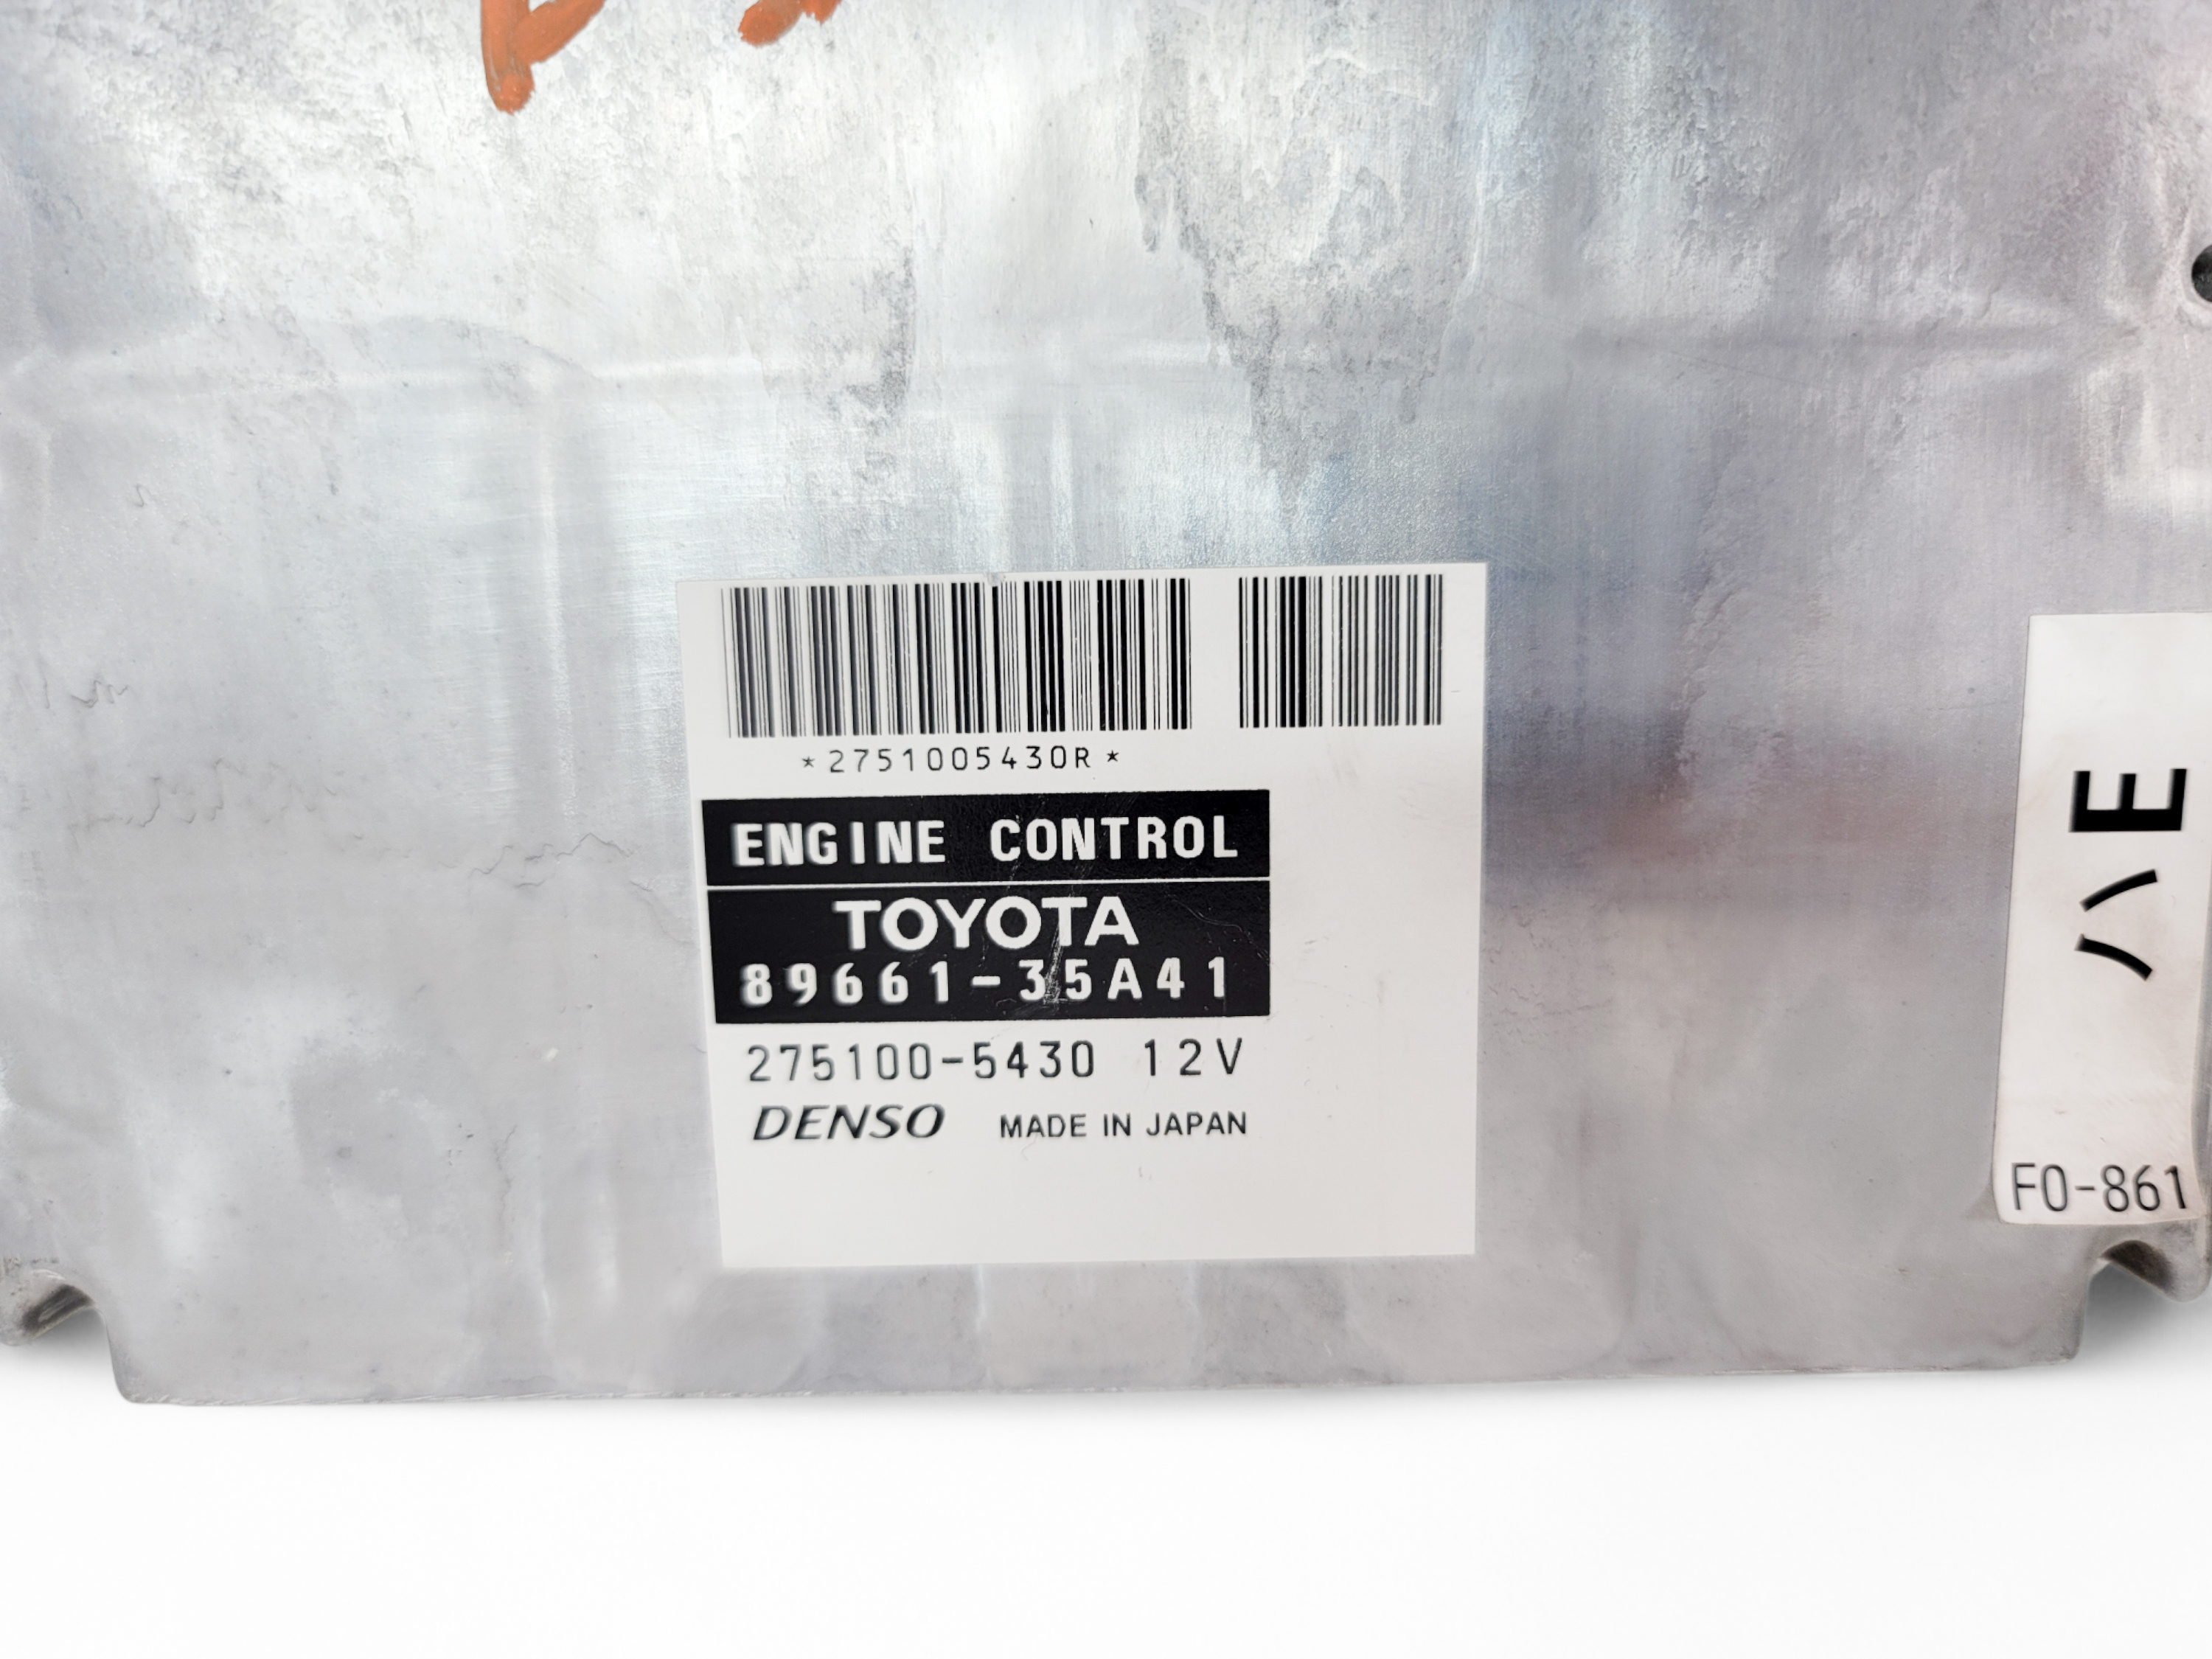 *2751005430R*
ENGINE CONTROL
TOYOTA
89661-35A41
275100-5430 12V
DENSO MADE IN JAPAN
ハE
F0-861